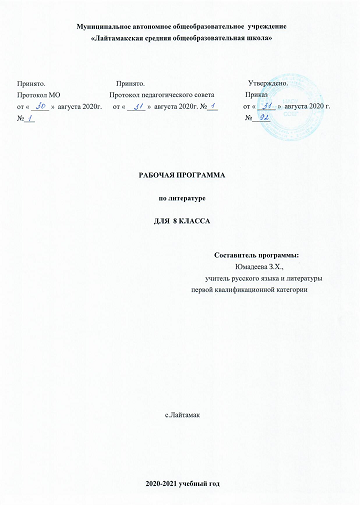 Муниципальное автономное общеобразовательное учреждение
«Лайтамакская средняя общеобразовательная школа»
Принято. Принято. Утверждено.
Протокол МО Протокол педагогического совета Приказ
от « 30 » августа 2020г. от « 31 » августа 2020г. № 1 от « 31 » августа 2020 г.
№ 1 № 92
РАБОЧАЯ ПРОГРАММА
по литературе
ДЛЯ 8 КЛАССА
Составитель программы:
Юмадеева З.Х.,
учитель русского языка и литературы
первой квалификационной категории
с.Лайтамак
2020-2021 учебный год